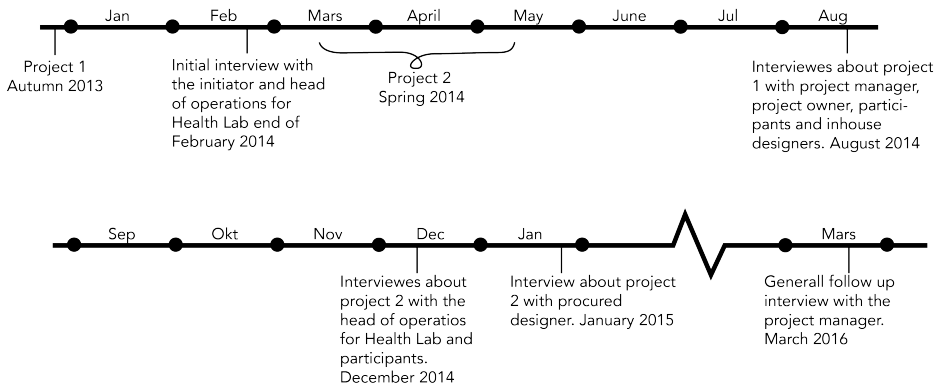 Jan Feb Mars April May June Jul Aug
Project 1
Autumn 2013
Initial interview with
the initiator and head
of operations for
Health Lab end of
February 2014
Project 2
Spring 2014
Interviewes about project
1 with project manager,
project owner, partici-
pants and inhouse
designers. August 2014
Sep Okt Nov Dec Jan Mars
Interviewes about
project 2 with the
head of operatios
for Health Lab and
participants.
December 2014
Interview about project
2 with procured
designer. January 2015
Generall follow up
interview with the
project manager.
March 2016